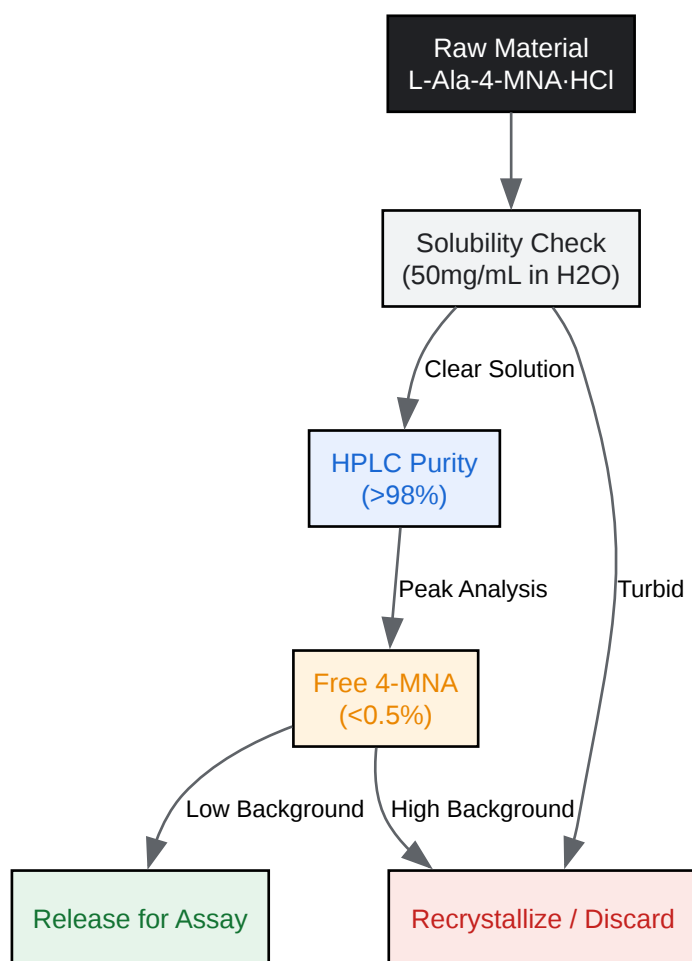 Raw Material
L-Ala-4-MNA·HCl
Solubility Check
(50mg/mL in H2O)
Clear Solution
HPLC Purity
(>98%)
Peak Analysis
Turbid
Free 4-MNA
(<0.5%)
Low Background
High Background
Release for Assay
Recrystallize / Discard